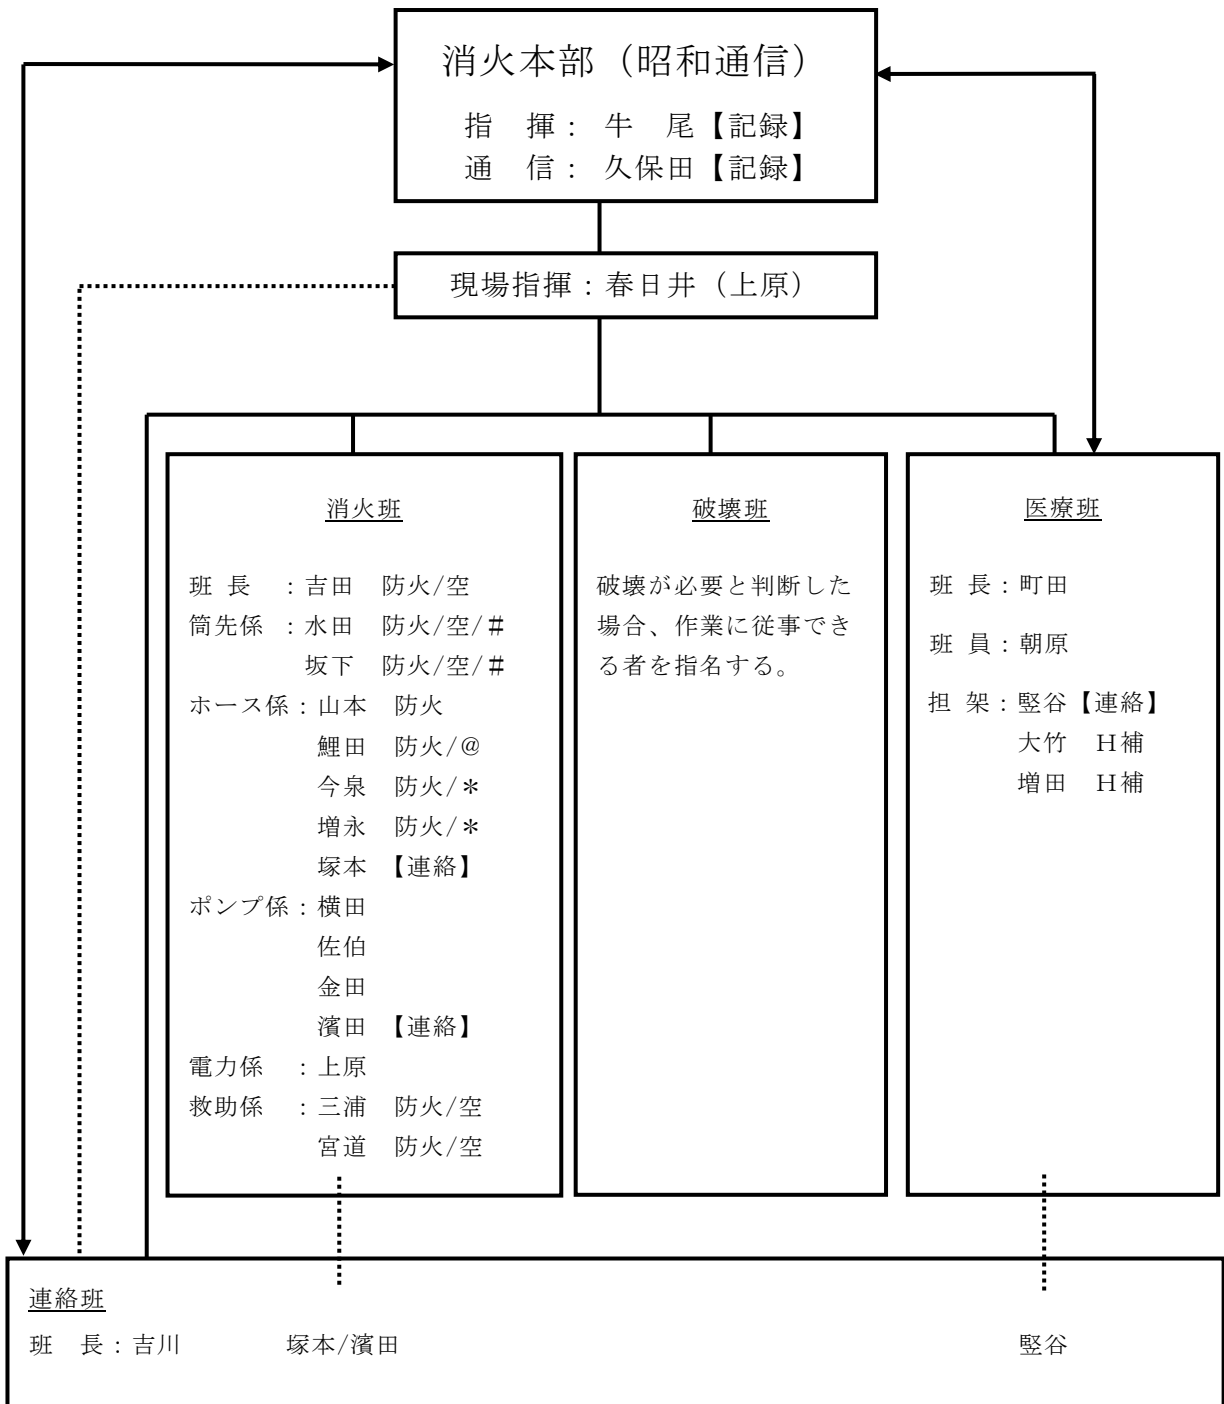 消火本部（昭和通信）
指　揮：　牛　尾【記録】
通　信：　久保田【記録】
現場指揮：春日井（上原）
消火班
班 長　：吉田　防火/空
筒先係 ：水田　防火/空/＃
坂下　防火/空/＃
ホース係：山本　防火
鯉田　防火/@
今泉　防火/＊
増永　防火/＊
塚本　【連絡】
ポンプ係：横田
佐伯
金田
濱田　【連絡】
電力係　：上原
救助係　：三浦　防火/空
宮道　防火/空
破壊班
破壊が必要と判断した
場合、作業に従事でき
る者を指名する。
医療班
班 長：町田
班 員：朝原
担 架：竪谷【連絡】
大竹　Ｈ補
増田　Ｈ補
連絡班
班　長：吉川　　　　塚本/濱田　　　　竪谷